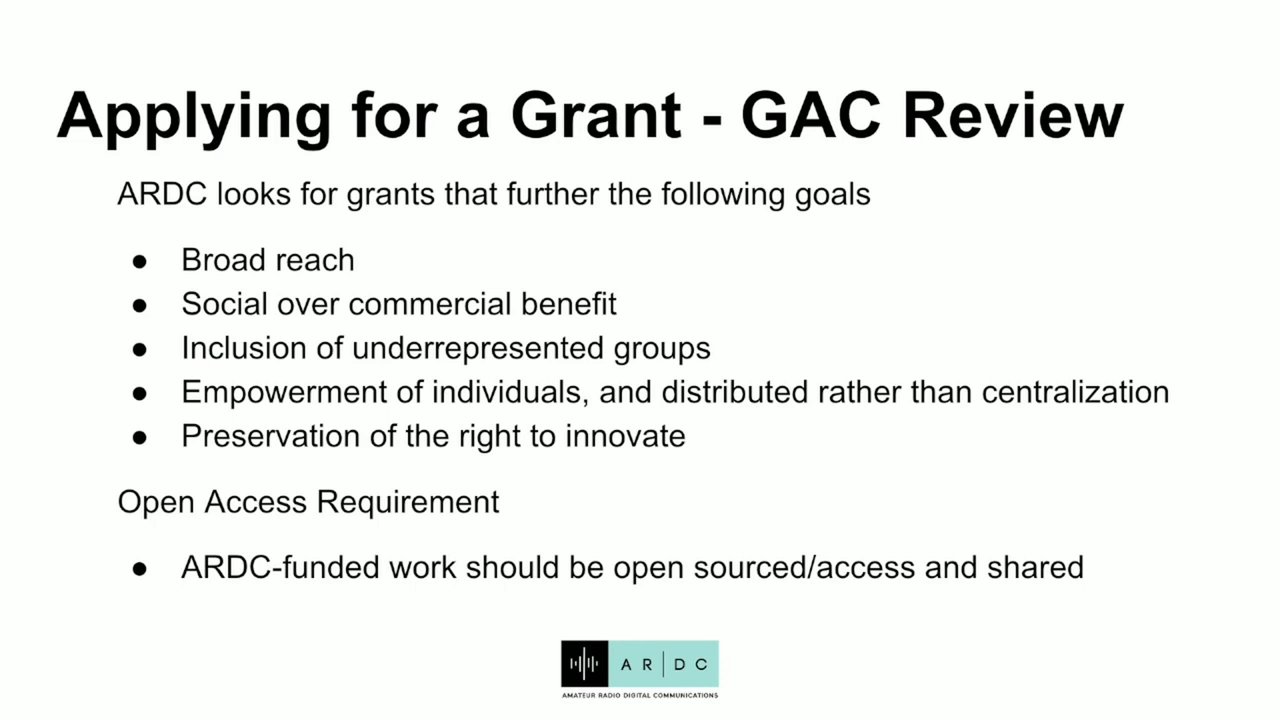 Applying for a Grant - GAC Review
ARDC looks for grants that further the following goals
● Broad reach
● Social over commercial benefit
● Inclusion of underrepresented groups
● Empowerment of individuals, and distributed rather than centralization
● Preservation of the right to innovate
Open Access Requirement
● ARDC-funded work should be open sourced/access and shared
AR|DC
AMATEUR RADIO DIGITAL COMMUNICATIONS